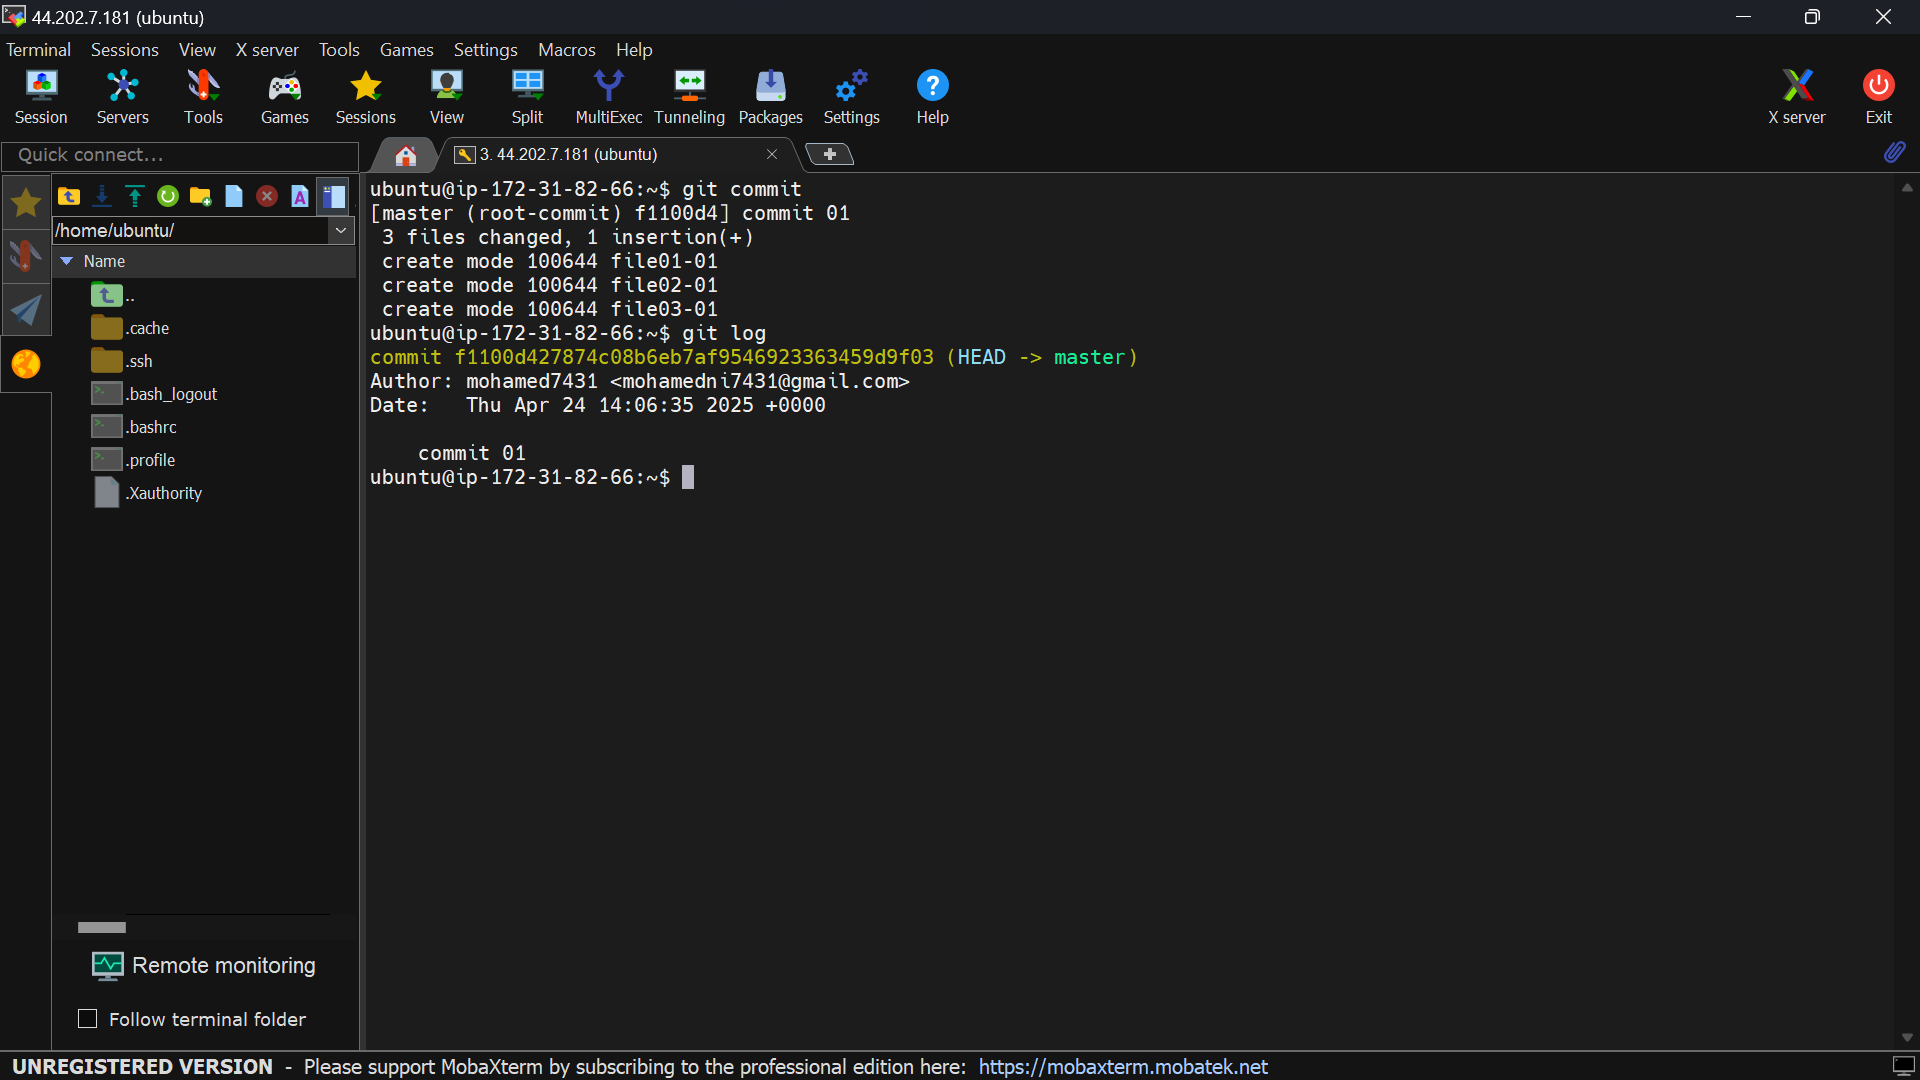 44.202.7.181 (ubuntu)
Terminal Sessions View X server Tools Games Settings Macros Help
Session Servers Tools Games Sessions View Split MultiExec Tunneling Packages Settings Help X server Exit
Quick connect...
3. 44.202.7.181 (ubuntu)
/home/ubuntu/
Name
..
.cache
.ssh
.bash_logout
.bashrc
.profile
.Xauthority
Remote monitoring
Follow terminal folder
ubuntu@ip-172-31-82-66:~$ git commit
[master (root-commit) f1100d4] commit 01
 3 files changed, 1 insertion(+)
 create mode 100644 file01-01
 create mode 100644 file02-01
 create mode 100644 file03-01
ubuntu@ip-172-31-82-66:~$ git log
commit f1100d427874c08b6eb7af9546923363459d9f03 (HEAD -> master)
Author: mohamed7431 <mohamedni7431@gmail.com>
Date:   Thu Apr 24 14:06:35 2025 +0000
    commit 01
ubuntu@ip-172-31-82-66:~$
UNREGISTERED VERSION - Please support MobaXterm by subscribing to the professional edition here: https://mobaxterm.mobatek.net